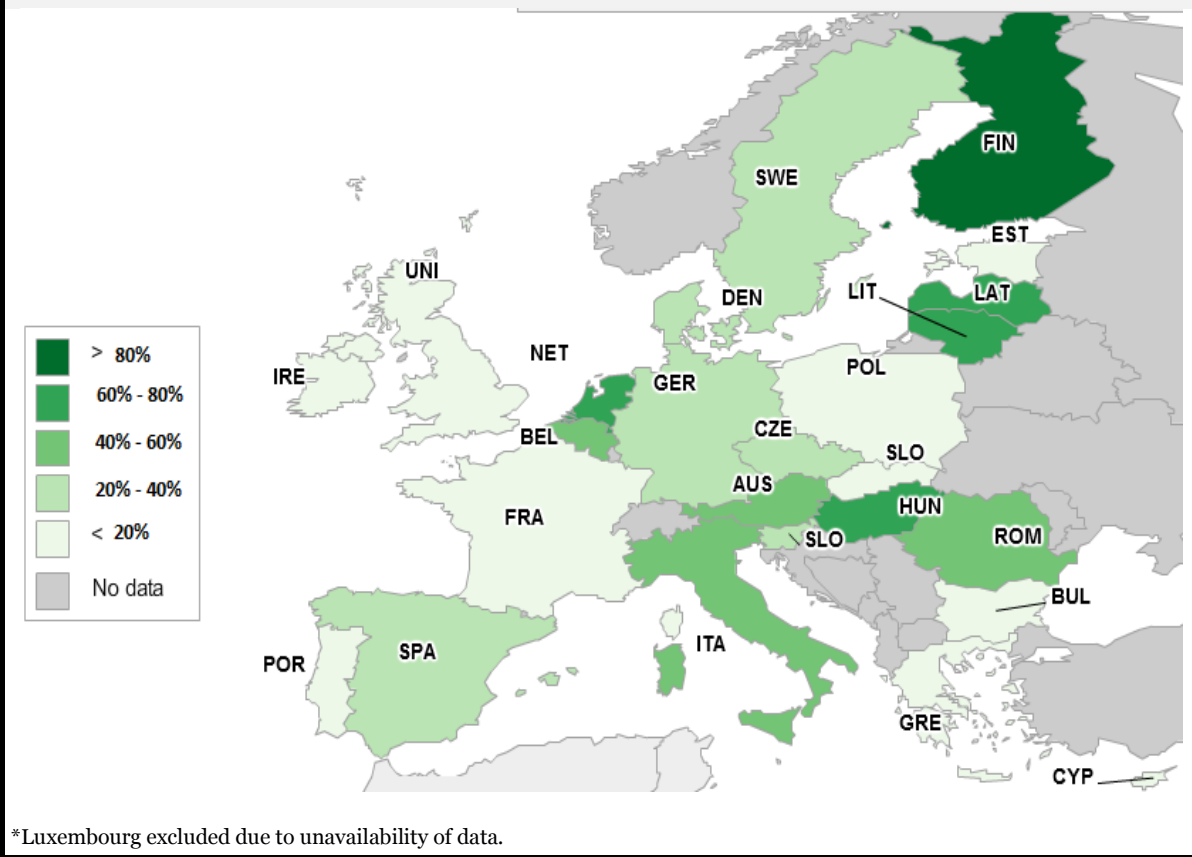 FIN
SWE
EST
UNI
LIT
LAT
DEN
NET
POL
IRE
GER
> 80%
60% - 80%
40% - 60%
20% - 40%
< 20%
No data
BEL
CZE
SLO
AUS
HUN
FRA
SLO
ROM
BUL
SPA
ITA
POR
GRE
CYP
*Luxembourg excluded due to unavailability of data.